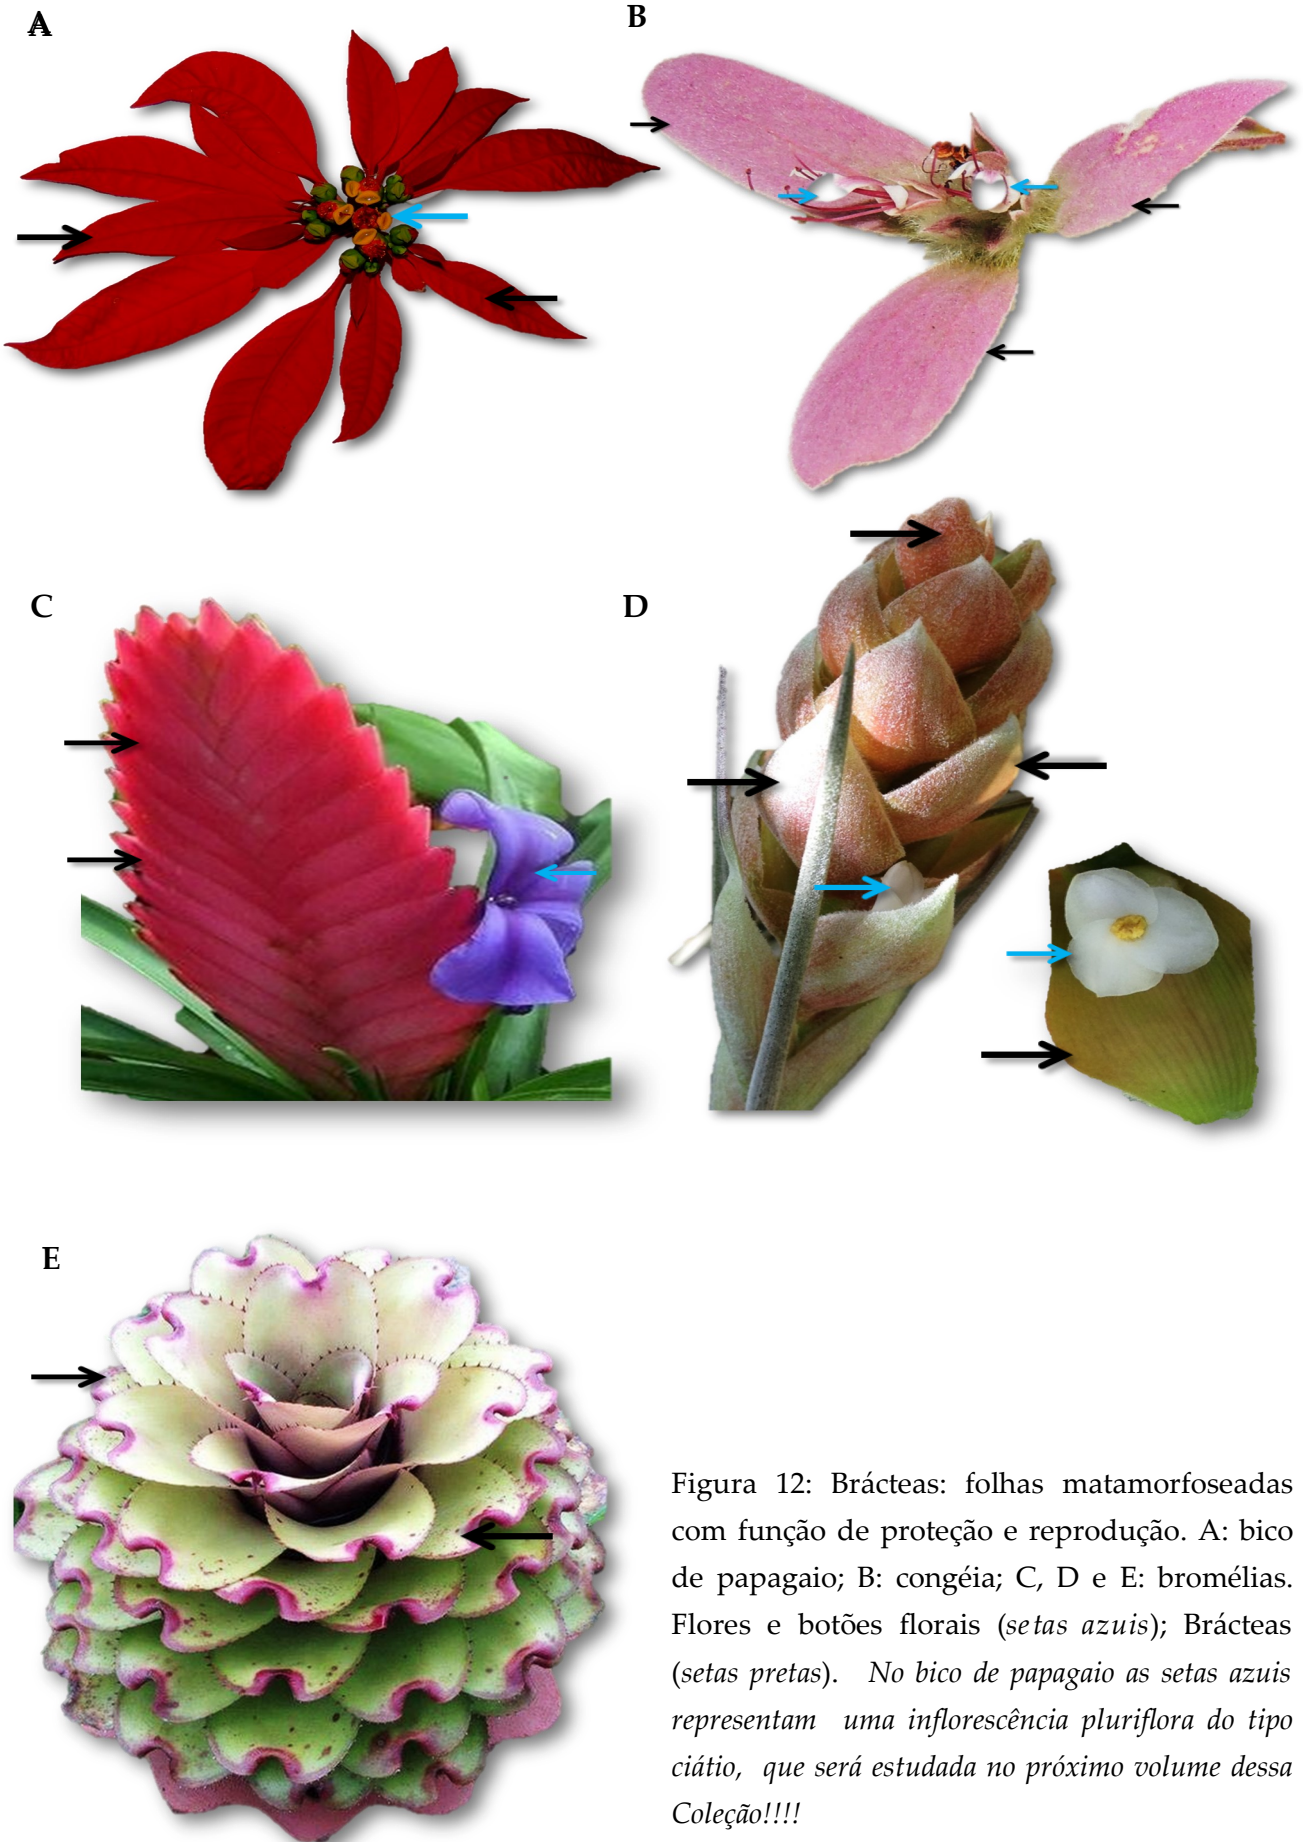 A
B
C
D
E
Figura 12: Brácteas: folhas matamorfoseadas
com função de proteção e reprodução. A: bico
de papagaio; B: congéia; C, D e E: bromélias.
Flores e botões florais (setas azuis); Brácteas
(setas pretas). No bico de papagaio as setas azuis
representam uma inflorescência pluriflora do tipo
ciátio, que será estudada no próximo volume dessa
Coleção!!!!